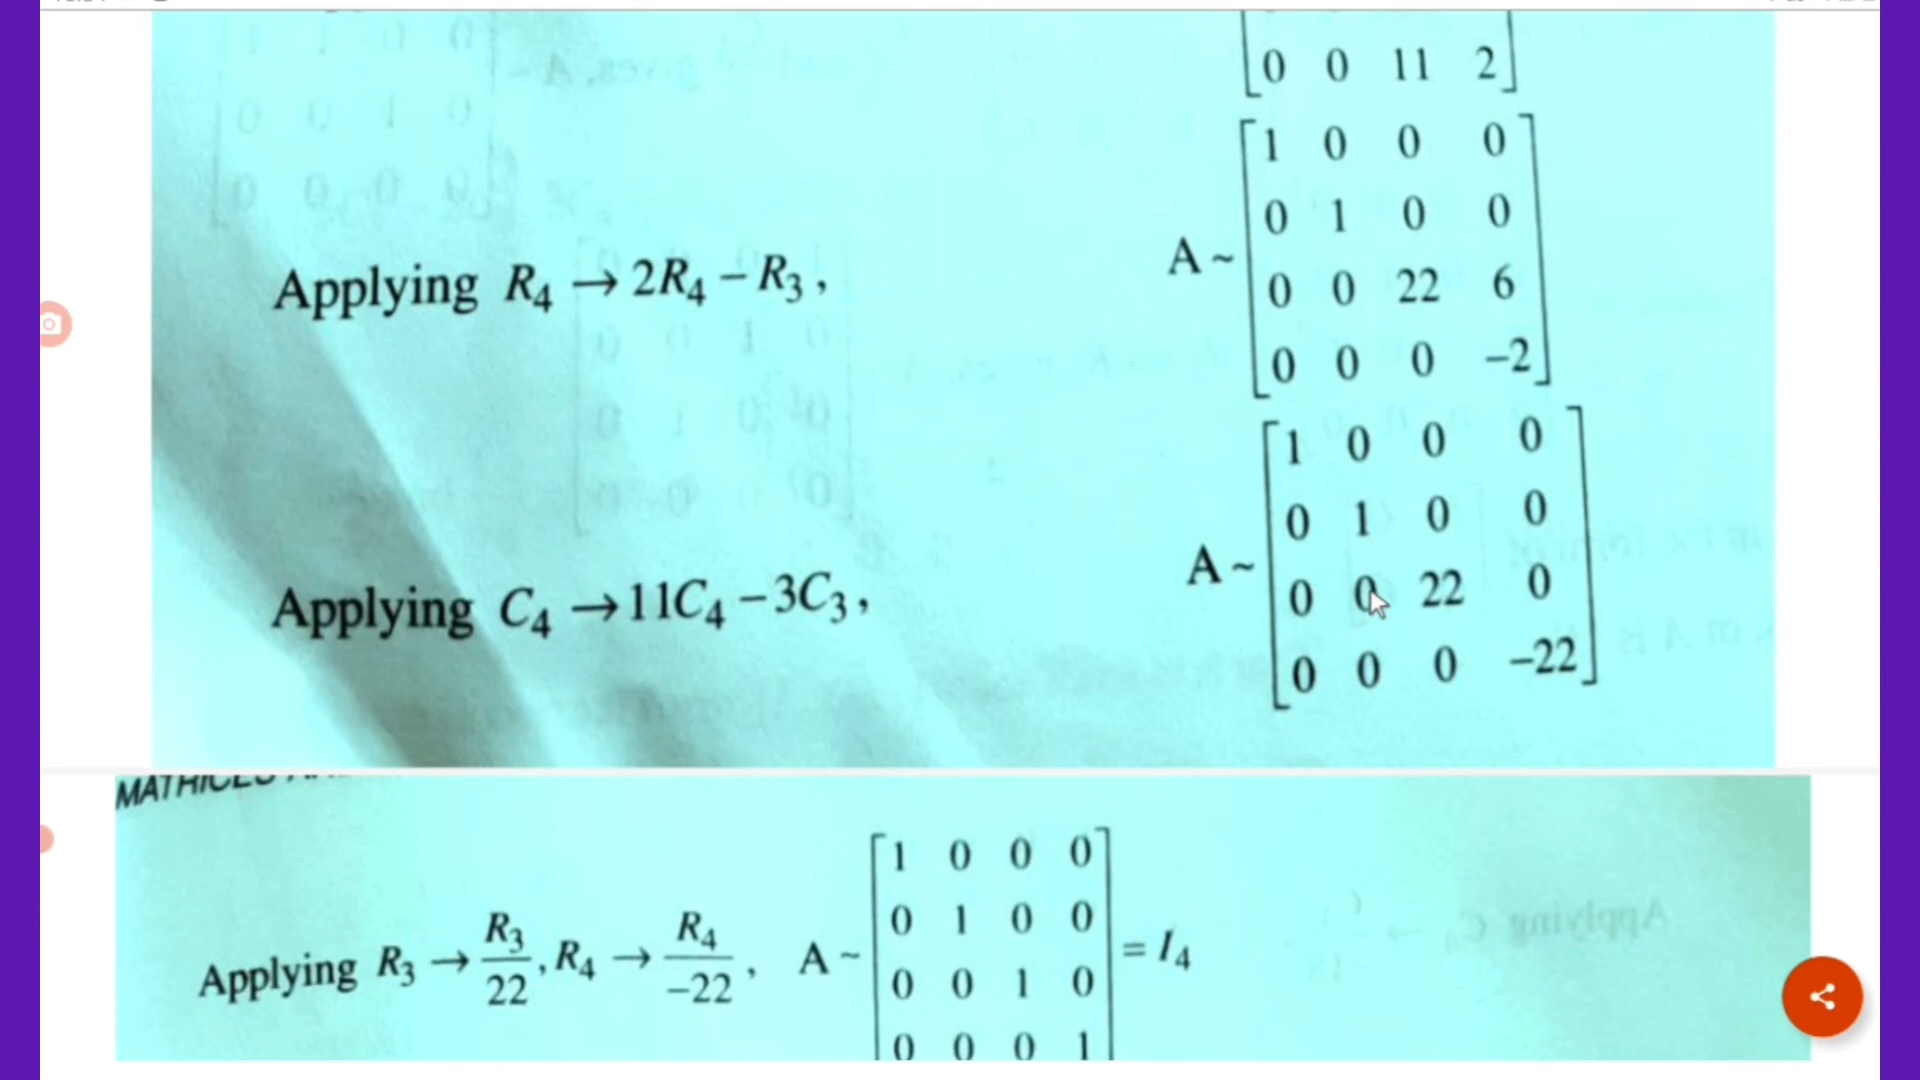 0 0 11 2
1 0 0 0
0 1 0 0
Applying R₄ → 2R₄ – R₃ , A ~
0 0 22 6
0 0 0 –2
1 0 0 0
0 1 0 0
Applying C₄ → 11C₄ – 3C₃ , A ~
0 0 22 0
0 0 0 –22
1 0 0 0
0 1 0 0
Applying R₃ → R₃/22 , R₄ → R₄/–22 , A ~ = I₄
0 0 1 0
0 0 0 1